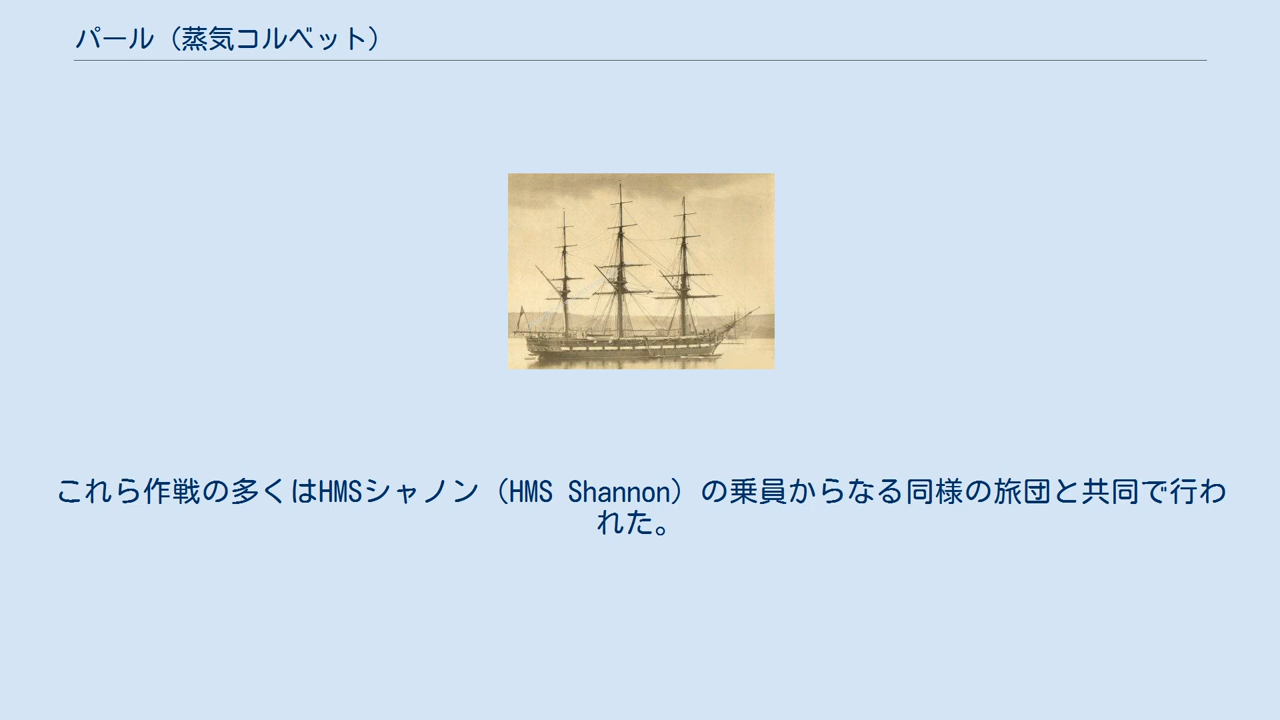 パール（蒸気コルベット）
これら作戦の多くはHMSシャノン（HMS Shannon）の乗員からなる同様の旅団と共同で行わ
れた。